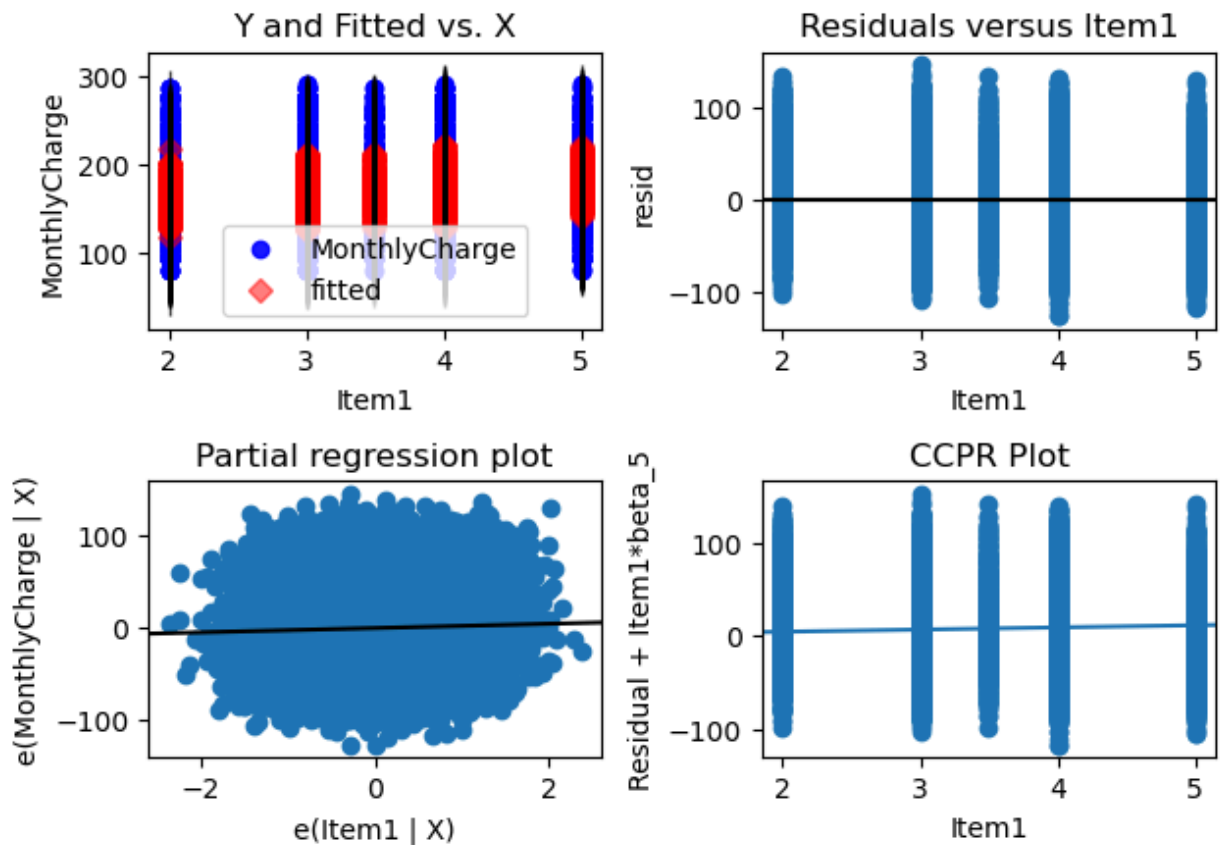 Y and Fitted vs. X
300
200
100
MonthlyCharge
MonthlyCharge
fitted
2
3
4
5
Item1
Residuals versus Item1
100
0
−100
resid
2
3
4
5
Item1
Partial regression plot
100
0
−100
e(MonthlyCharge | X)
−2
0
2
e(Item1 | X)
CCPR Plot
100
0
−100
Residual + Item1*beta_5
2
3
4
5
Item1